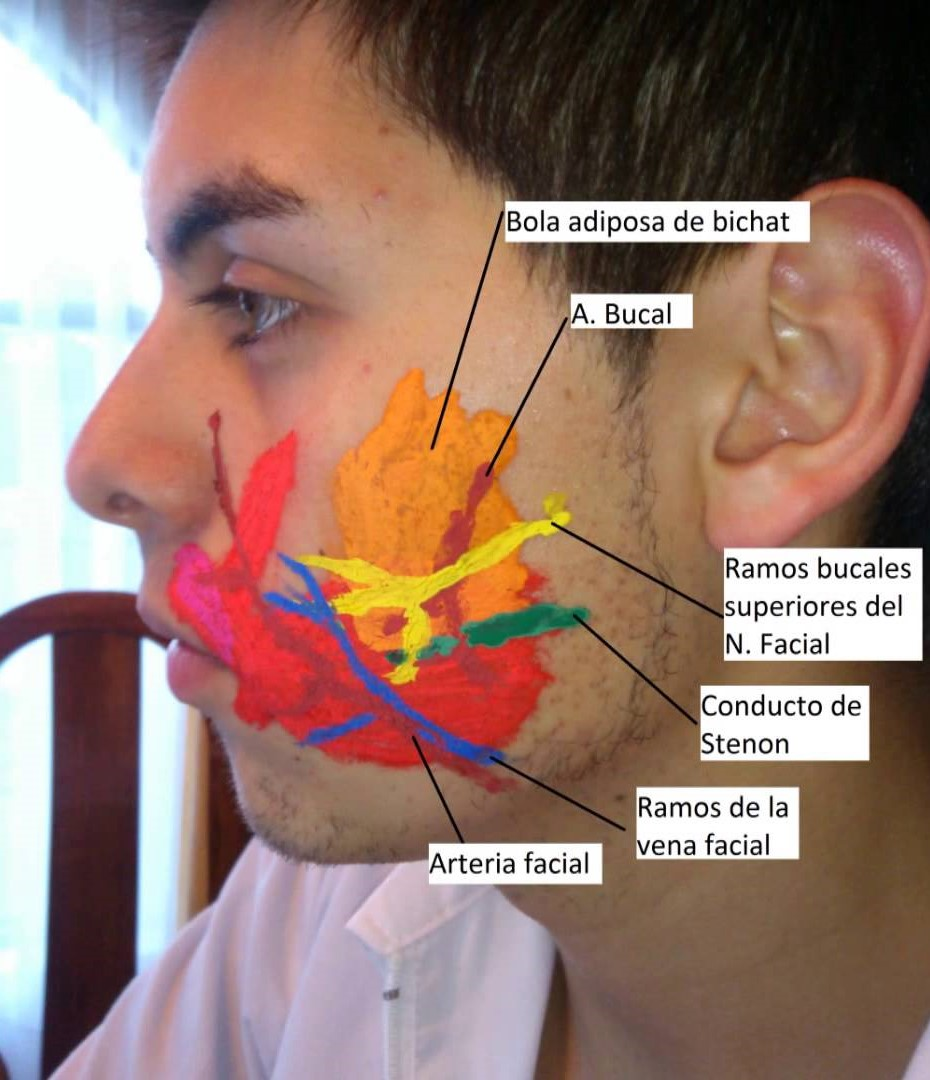 Bola adiposa de bichat
A. Bucal
Ramos bucales
superiores del
N. Facial
Conducto de
Stenon
Ramos de la
vena facial
Arteria facial